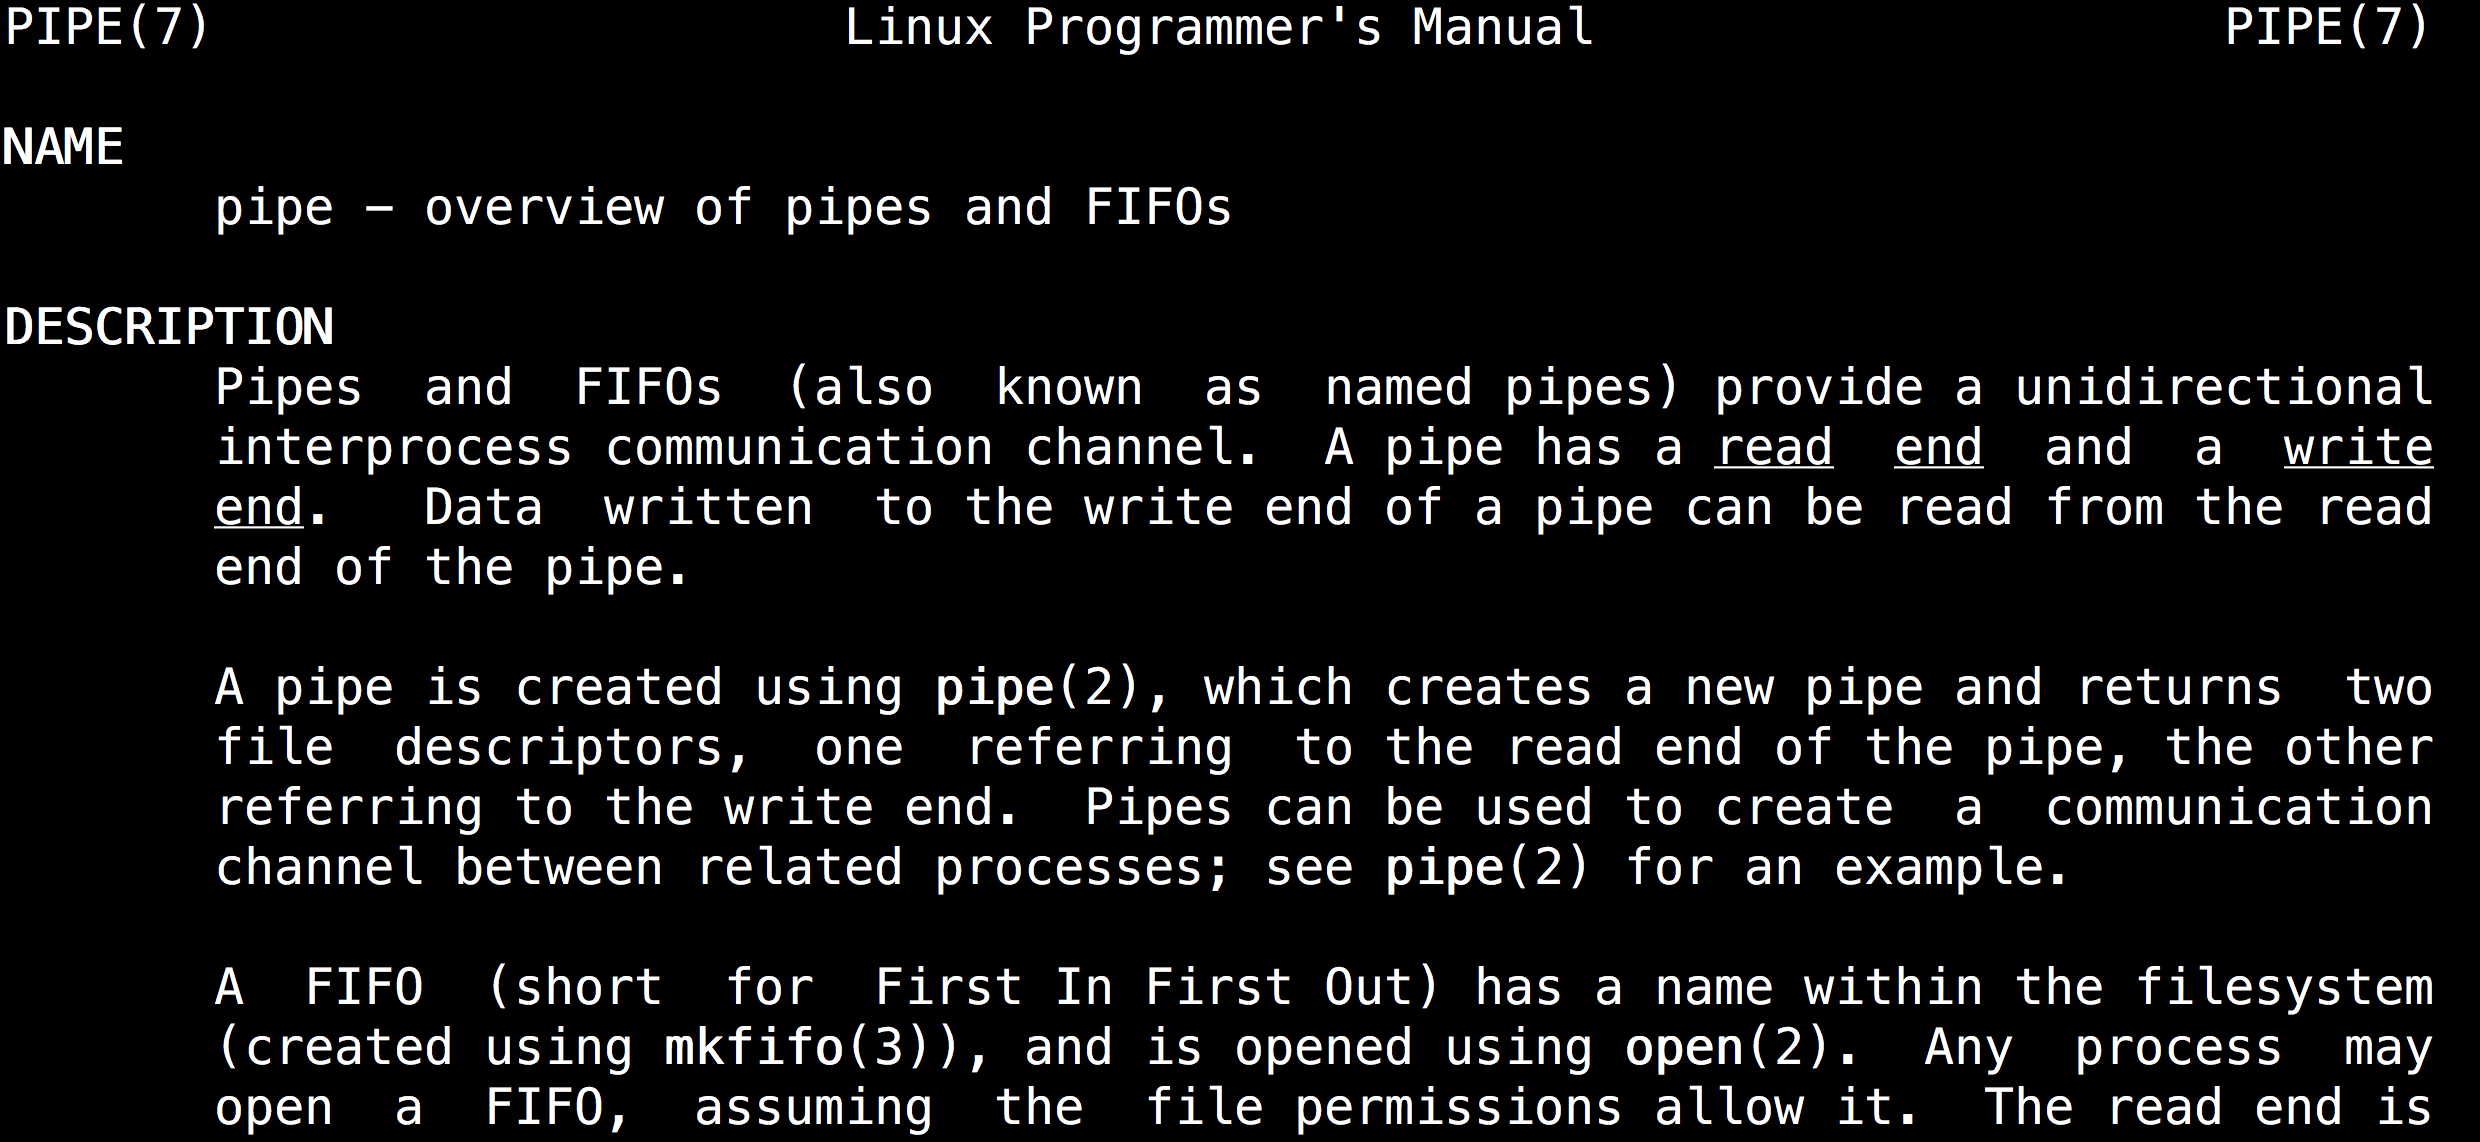 PIPE(7) Linux Programmer's Manual PIPE(7)
NAME
pipe − overview of pipes and FIFOs
DESCRIPTION
Pipes and FIFOs (also known as named pipes) provide a unidirectional
interprocess communication channel. A pipe has a read end and a write
end. Data written to the write end of a pipe can be read from the read
end of the pipe.
A pipe is created using pipe(2), which creates a new pipe and returns two
file descriptors, one referring to the read end of the pipe, the other
referring to the write end. Pipes can be used to create a communication
channel between related processes; see pipe(2) for an example.
A FIFO (short for First In First Out) has a name within the filesystem
(created using mkfifo(3)), and is opened using open(2). Any process may
open a FIFO, assuming the file permissions allow it. The read end is